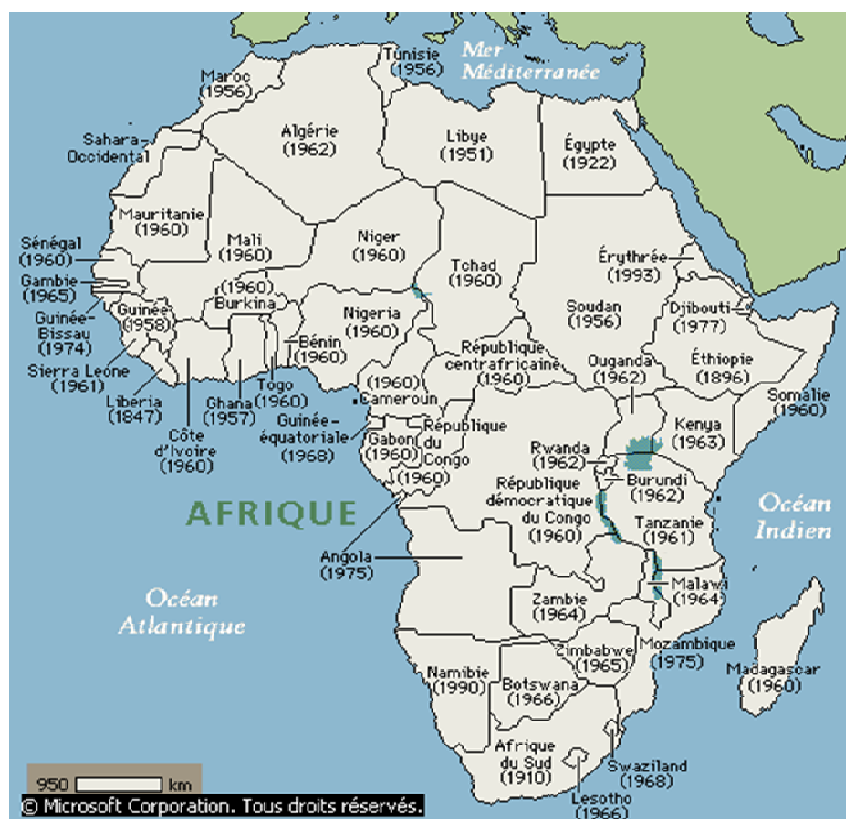 Mer
Méditerranée
Tunisie
(1956)
Maroc
(1956)
Algérie
(1962)
Libye
(1951)
Égypte
(1922)
Sahara-
Occidental
Mauritanie
(1960)
Mali
(1960)
Niger
(1960)
Tchad
(1960)
Soudan
(1956)
Érythrée
(1993)
Djibouti
(1977)
Sénégal
(1960)
Gambie
(1965)
Guinée-
Bissau
(1974)
Guinée
(1958)
Sierra Leone
(1961)
Liberia
(1847)
Côte
d'Ivoire
(1960)
(1960)
Burkina
Ghana
(1957)
Togo
(1960)
Bénin
(1960)
Nigeria
(1960)
(1960)
Cameroun
République
centrafricaine
(1960)
Ouganda
(1962)
Éthiopie
(1896)
Somalie
(1960)
Kenya
(1963)
Guinée-
équatoriale
(1968)
Gabon
(1960)
République
du
Congo
(1960)
Rwanda
(1962)
Burundi
(1962)
République
démocratique
du Congo
(1960)
Tanzanie
(1961)
AFRIQUE
Océan
Indien
Angola
(1975)
Zambie
(1964)
Malawi
(1964)
Océan
Atlantique
Zimbabwe
(1965)
Mozambique
(1975)
Madagascar
(1960)
Namibie
(1990)
Botswana
(1966)
Afrique
du Sud
(1910)
Swaziland
(1968)
Lesotho
(1966)
950 km
© Microsoft Corporation. Tous droits réservés.